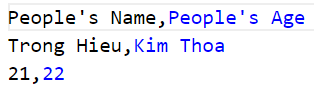 People's Name,People's Age
Trong Hieu,Kim Thoa
21,22